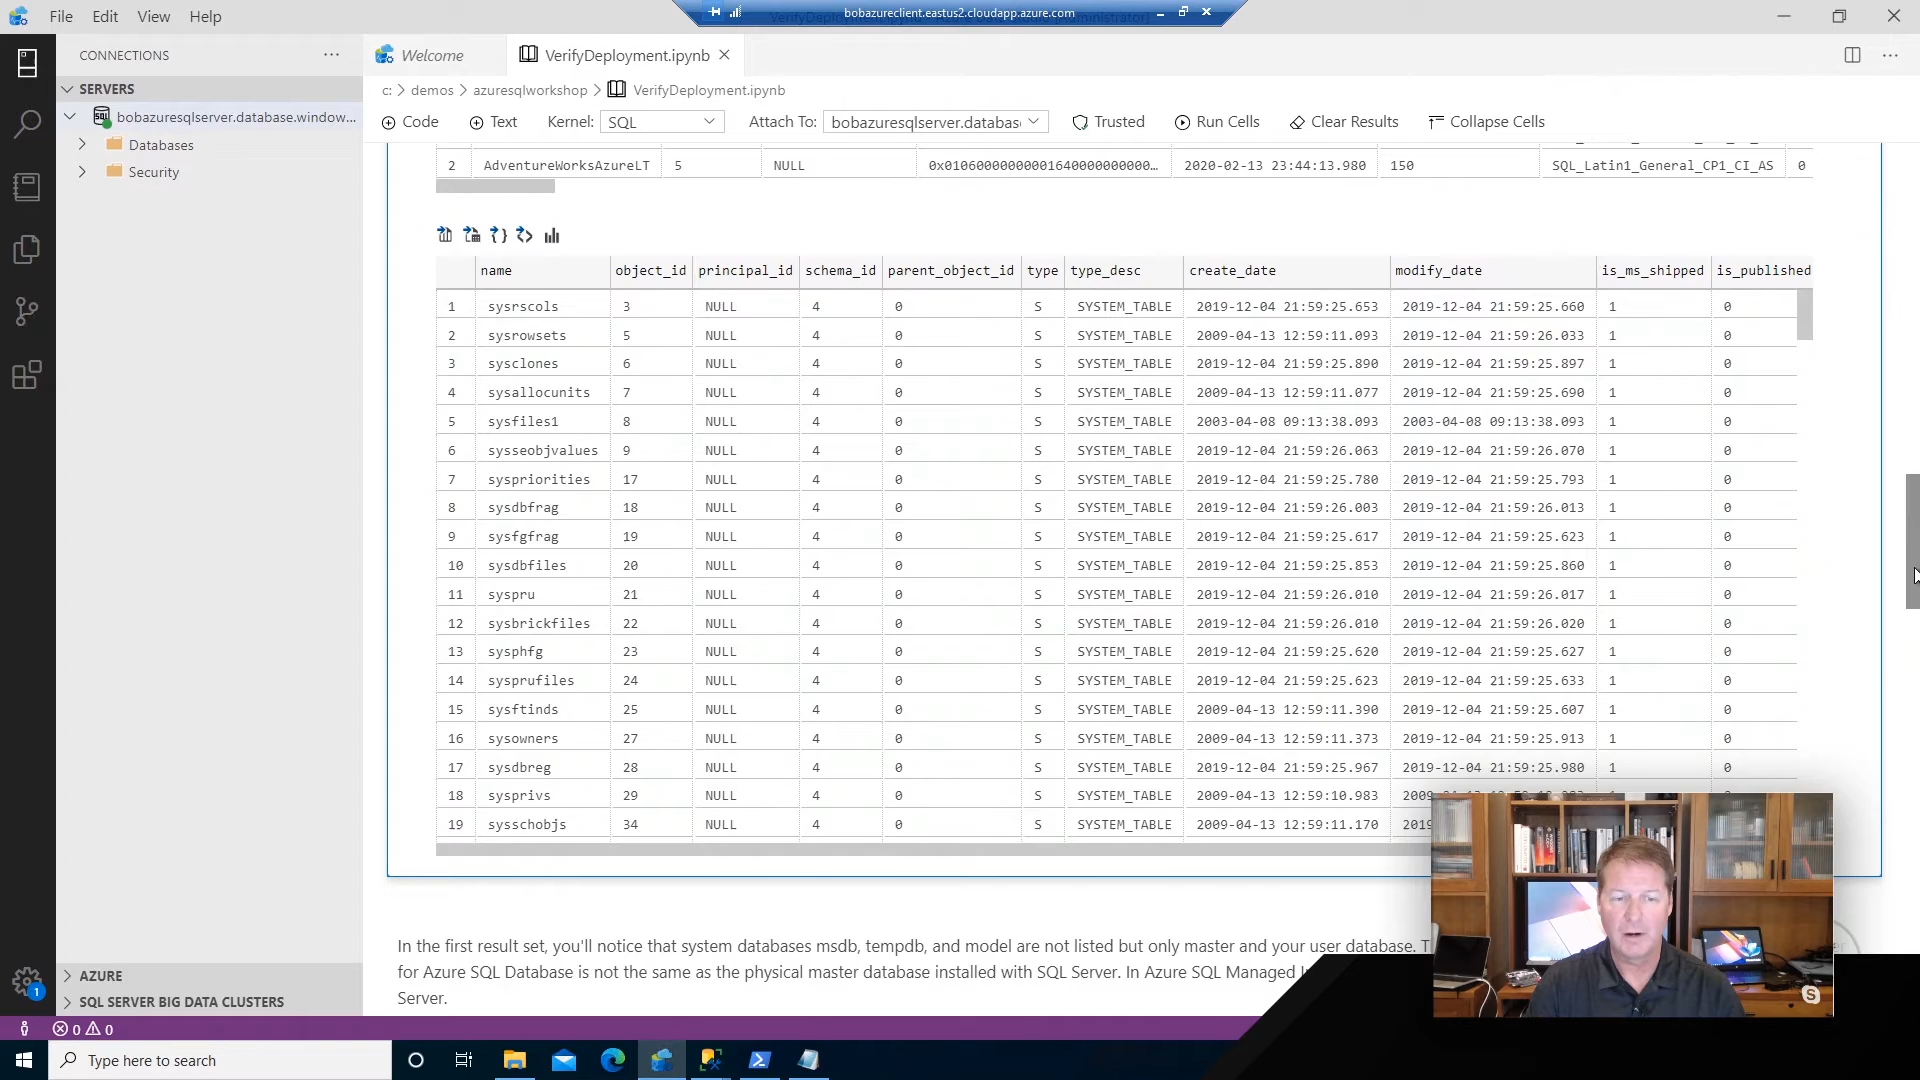 File Edit View Help
bobazureclient.eastus2.cloudapp.azure.com
CONNECTIONS
Welcome
VerifyDeployment.ipynb
SERVERS
c: demos azuresqlworkshop VerifyDeployment.ipynb
bobazuresqlserver.database.window...
Code Text Kernel: SQL Attach To: bobazuresqlserver.databas Trusted Run Cells Clear Results Collapse Cells
Databases
Security
2 AdventureWorksAzureLT 5 NULL 0x01060000000001640000000000... 2020-02-13 23:44:13.980 150 SQL_Latin1_General_CP1_CI_AS 0
name object_id principal_id schema_id parent_object_id type type_desc create_date modify_date is_ms_shipped is_published
1 sysrscols 3 NULL 4 0 S SYSTEM_TABLE 2019-12-04 21:59:25.653 2019-12-04 21:59:25.660 1 0
2 sysrowsets 5 NULL 4 0 S SYSTEM_TABLE 2009-04-13 12:59:11.093 2019-12-04 21:59:26.033 1 0
3 sysclones 6 NULL 4 0 S SYSTEM_TABLE 2019-12-04 21:59:25.890 2019-12-04 21:59:25.897 1 0
4 sysallocunits 7 NULL 4 0 S SYSTEM_TABLE 2009-04-13 12:59:11.077 2019-12-04 21:59:25.690 1 0
5 sysfiles1 8 NULL 4 0 S SYSTEM_TABLE 2003-04-08 09:13:38.093 2003-04-08 09:13:38.093 1 0
6 sysseobjvalues 9 NULL 4 0 S SYSTEM_TABLE 2019-12-04 21:59:26.063 2019-12-04 21:59:26.070 1 0
7 syspriorities 17 NULL 4 0 S SYSTEM_TABLE 2019-12-04 21:59:25.780 2019-12-04 21:59:25.793 1 0
8 sysdbfrag 18 NULL 4 0 S SYSTEM_TABLE 2019-12-04 21:59:26.003 2019-12-04 21:59:26.013 1 0
9 sysfgfrag 19 NULL 4 0 S SYSTEM_TABLE 2019-12-04 21:59:25.617 2019-12-04 21:59:25.623 1 0
10 sysdbfiles 20 NULL 4 0 S SYSTEM_TABLE 2019-12-04 21:59:25.853 2019-12-04 21:59:25.860 1 0
11 syspru 21 NULL 4 0 S SYSTEM_TABLE 2019-12-04 21:59:26.010 2019-12-04 21:59:26.017 1 0
12 sysbrickfiles 22 NULL 4 0 S SYSTEM_TABLE 2019-12-04 21:59:26.010 2019-12-04 21:59:26.020 1 0
13 sysphfg 23 NULL 4 0 S SYSTEM_TABLE 2019-12-04 21:59:25.620 2019-12-04 21:59:25.627 1 0
14 sysprufiles 24 NULL 4 0 S SYSTEM_TABLE 2019-12-04 21:59:25.623 2019-12-04 21:59:25.633 1 0
15 sysftinds 25 NULL 4 0 S SYSTEM_TABLE 2009-04-13 12:59:11.390 2019-12-04 21:59:25.607 1 0
16 sysowners 27 NULL 4 0 S SYSTEM_TABLE 2009-04-13 12:59:11.373 2019-12-04 21:59:25.913 1 0
17 sysdbreg 28 NULL 4 0 S SYSTEM_TABLE 2019-12-04 21:59:25.967 2019-12-04 21:59:25.980 1 0
18 sysprivs 29 NULL 4 0 S SYSTEM_TABLE 2009-04-13 12:59:10.983 2009
19 sysschobjs 34 NULL 4 0 S SYSTEM_TABLE 2009-04-13 12:59:11.170 2019
In the first result set, you'll notice that system databases msdb, tempdb, and model are not listed but only master and your user database. T
for Azure SQL Database is not the same as the physical master database installed with SQL Server. In Azure SQL Managed I
Server.
AZURE
SQL SERVER BIG DATA CLUSTERS
1
0 0
Type here to search